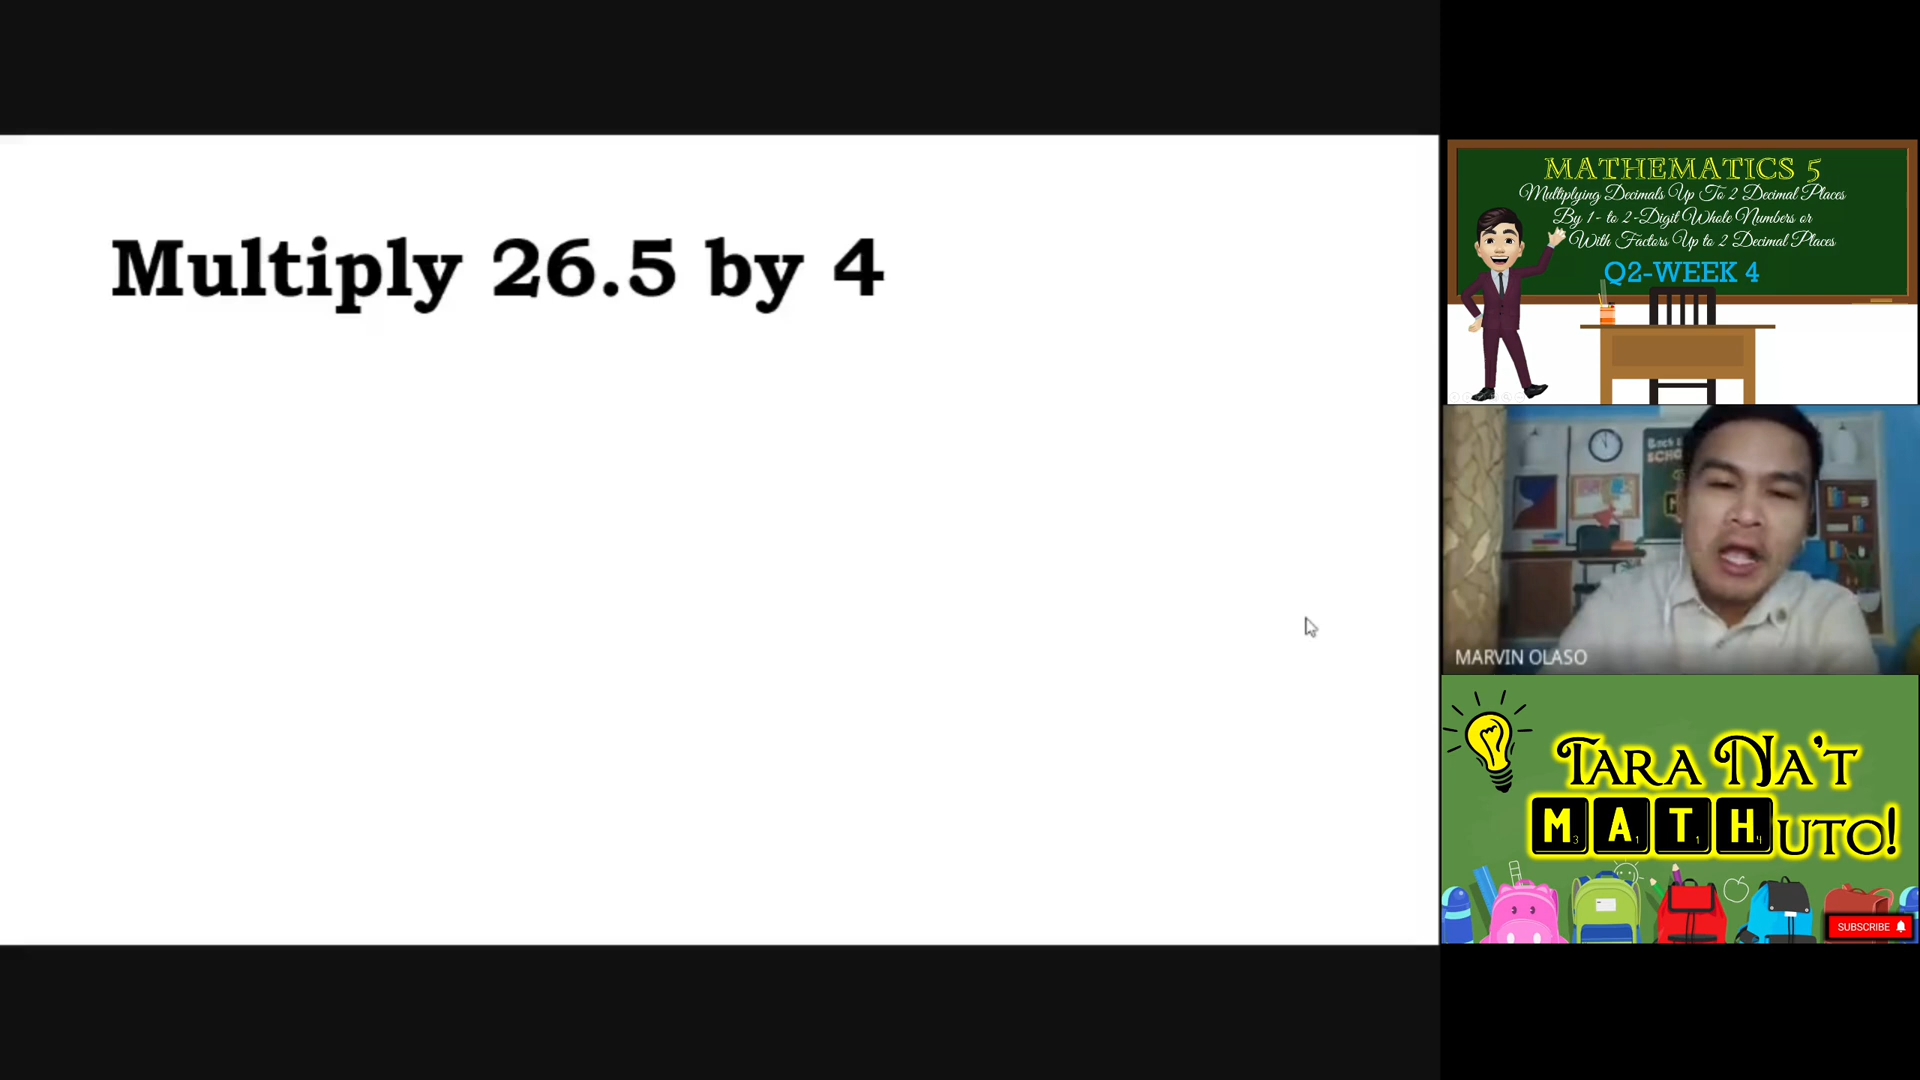 Multiply 26.5 by 4
MATHEMATICS 5
Multiplying Decimals Up To 2 Decimal Places
By 1- to 2-Digit Whole Numbers or
With Factors Up to 2 Decimal Places
Q2-WEEK 4
MARVIN OLASO
TARA NA'T
MATHUTO!
SUBSCRIBE